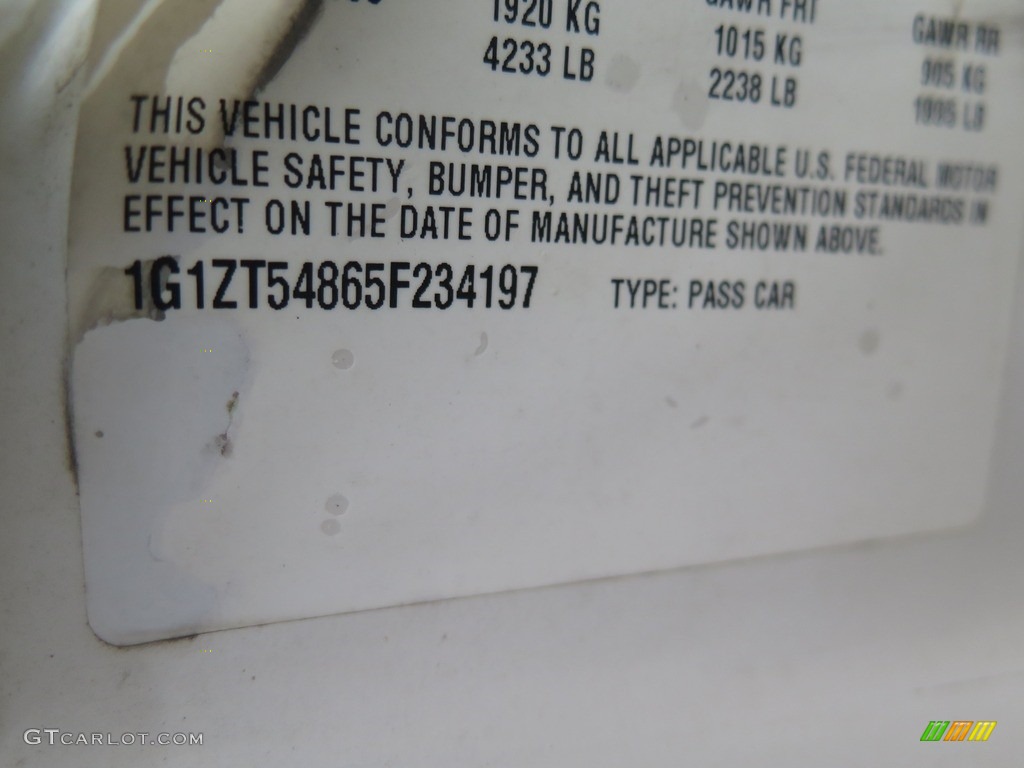 1920 KG GAWR FRT GAWR RR
4233 LB 1015 KG 905 KG
2238 LB 1995 LB
THIS VEHICLE CONFORMS TO ALL APPLICABLE U.S. FEDERAL MOTOR
VEHICLE SAFETY, BUMPER, AND THEFT PREVENTION STANDARDS IN
EFFECT ON THE DATE OF MANUFACTURE SHOWN ABOVE.
1G1ZT54865F234197 TYPE: PASS CAR
GTCARLOT.COM